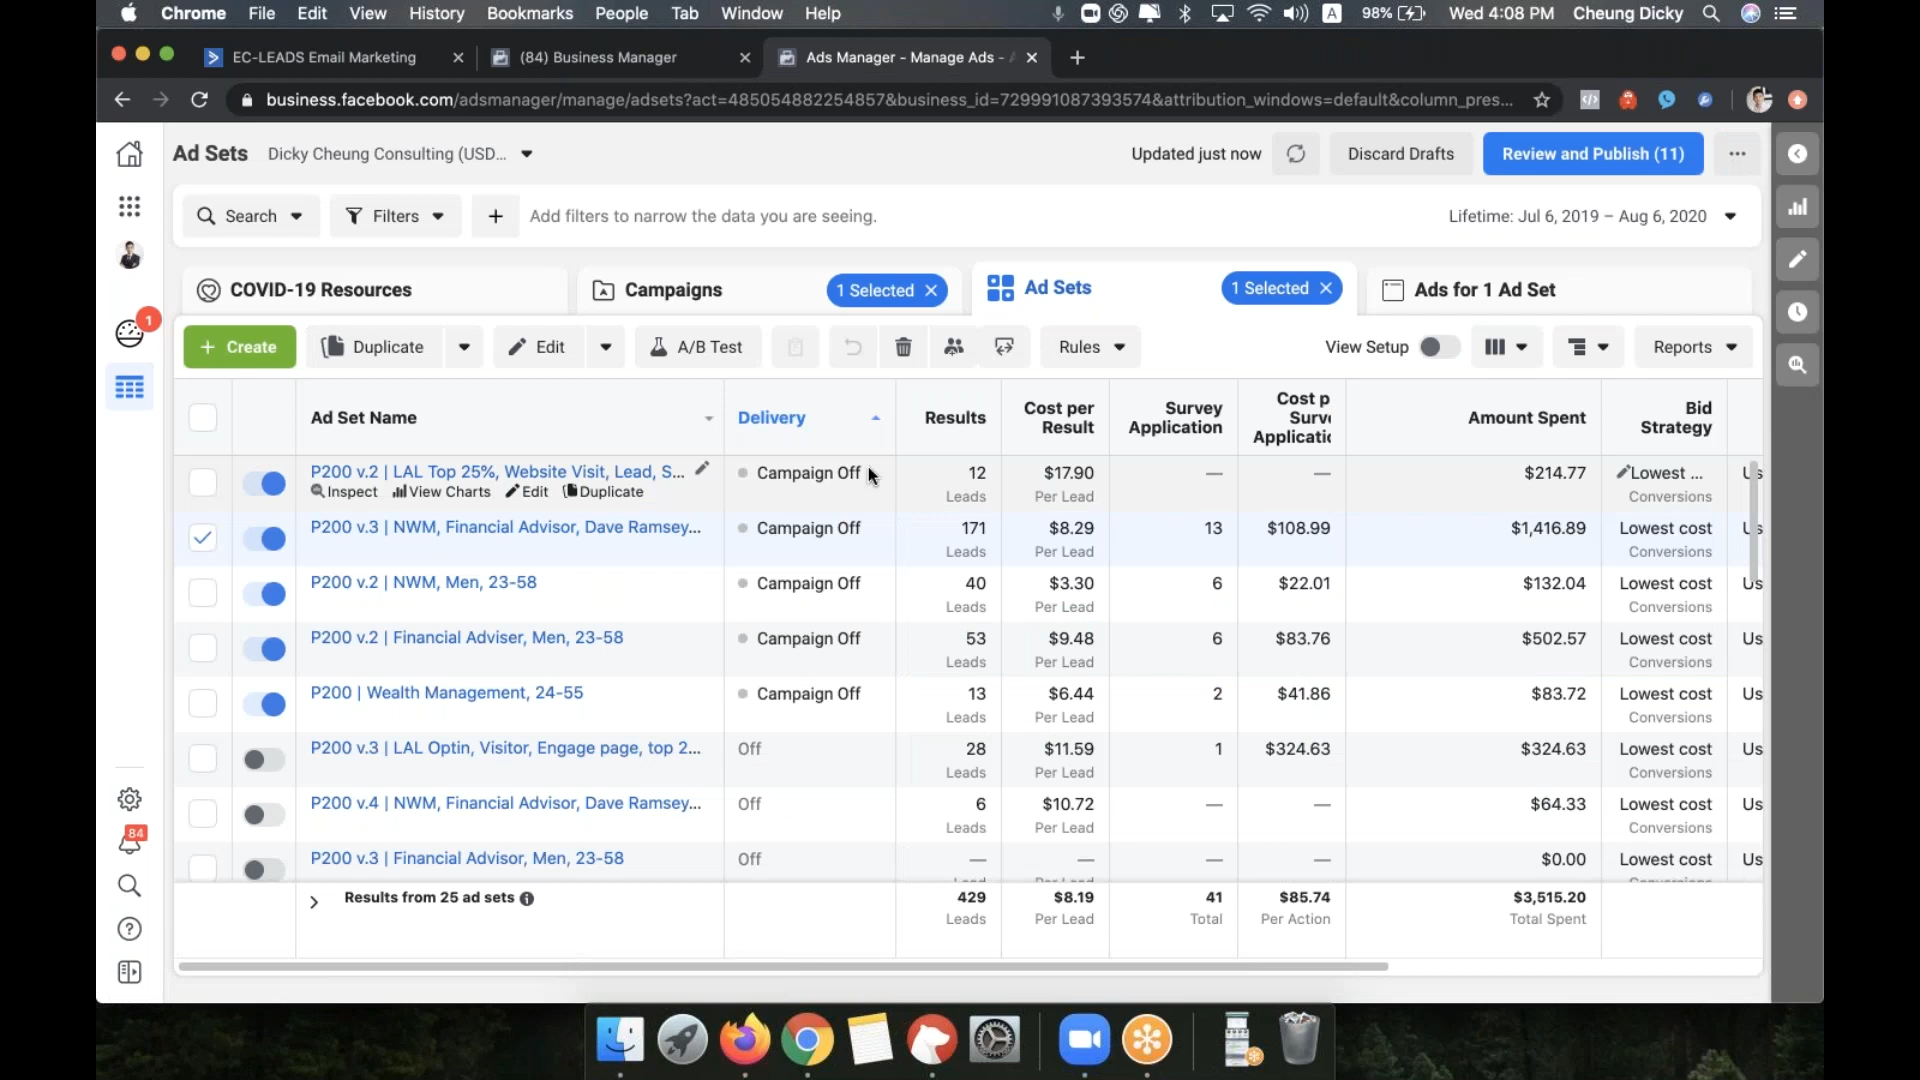 Chrome File Edit View History Bookmarks People Tab Window Help A 98% Wed 4:08 PM Cheung Dicky
EC-LEADS Email Marketing (84) Business Manager Ads Manager - Manage Ads -
business.facebook.com/adsmanager/manage/adsets?act=485054882254857&business_id=729991087393574&attribution_windows=default&column_pres...
Ad Sets Dicky Cheung Consulting (USD... Updated just now Discard Drafts Review and Publish (11) ...
Search Filters + Add filters to narrow the data you are seeing. Lifetime: Jul 6, 2019 – Aug 6, 2020
COVID-19 Resources Campaigns 1 Selected Ad Sets 1 Selected Ads for 1 Ad Set
1
+ Create Duplicate Edit A/B Test Rules View Setup Reports
Ad Set Name Delivery Results Cost per Result Survey Application Cost p Surve Applicatic Amount Spent Bid Strategy
P200 v.2 | LAL Top 25%, Website Visit, Lead, S... Campaign Off 12 $17.90 — — $214.77 Lowest ... Us
Inspect View Charts Edit Duplicate Leads Per Lead Conversions
P200 v.3 | NWM, Financial Advisor, Dave Ramsey... Campaign Off 171 $8.29 13 $108.99 $1,416.89 Lowest cost Us
Leads Per Lead Conversions
P200 v.2 | NWM, Men, 23-58 Campaign Off 40 $3.30 6 $22.01 $132.04 Lowest cost Us
Leads Per Lead Conversions
P200 v.2 | Financial Adviser, Men, 23-58 Campaign Off 53 $9.48 6 $83.76 $502.57 Lowest cost Us
Leads Per Lead Conversions
P200 | Wealth Management, 24-55 Campaign Off 13 $6.44 2 $41.86 $83.72 Lowest cost Us
Leads Per Lead Conversions
P200 v.3 | LAL Optin, Visitor, Engage page, top 2... Off 28 $11.59 1 $324.63 $324.63 Lowest cost Us
Leads Per Lead Conversions
P200 v.4 | NWM, Financial Advisor, Dave Ramsey... Off 6 $10.72 — — $64.33 Lowest cost Us
Leads Per Lead Conversions
84
P200 v.3 | Financial Advisor, Men, 23-58 Off — — — — $0.00 Lowest cost Us
Results from 25 ad sets 429 $8.19 41 $85.74 $3,515.20
Leads Per Lead Total Per Action Total Spent